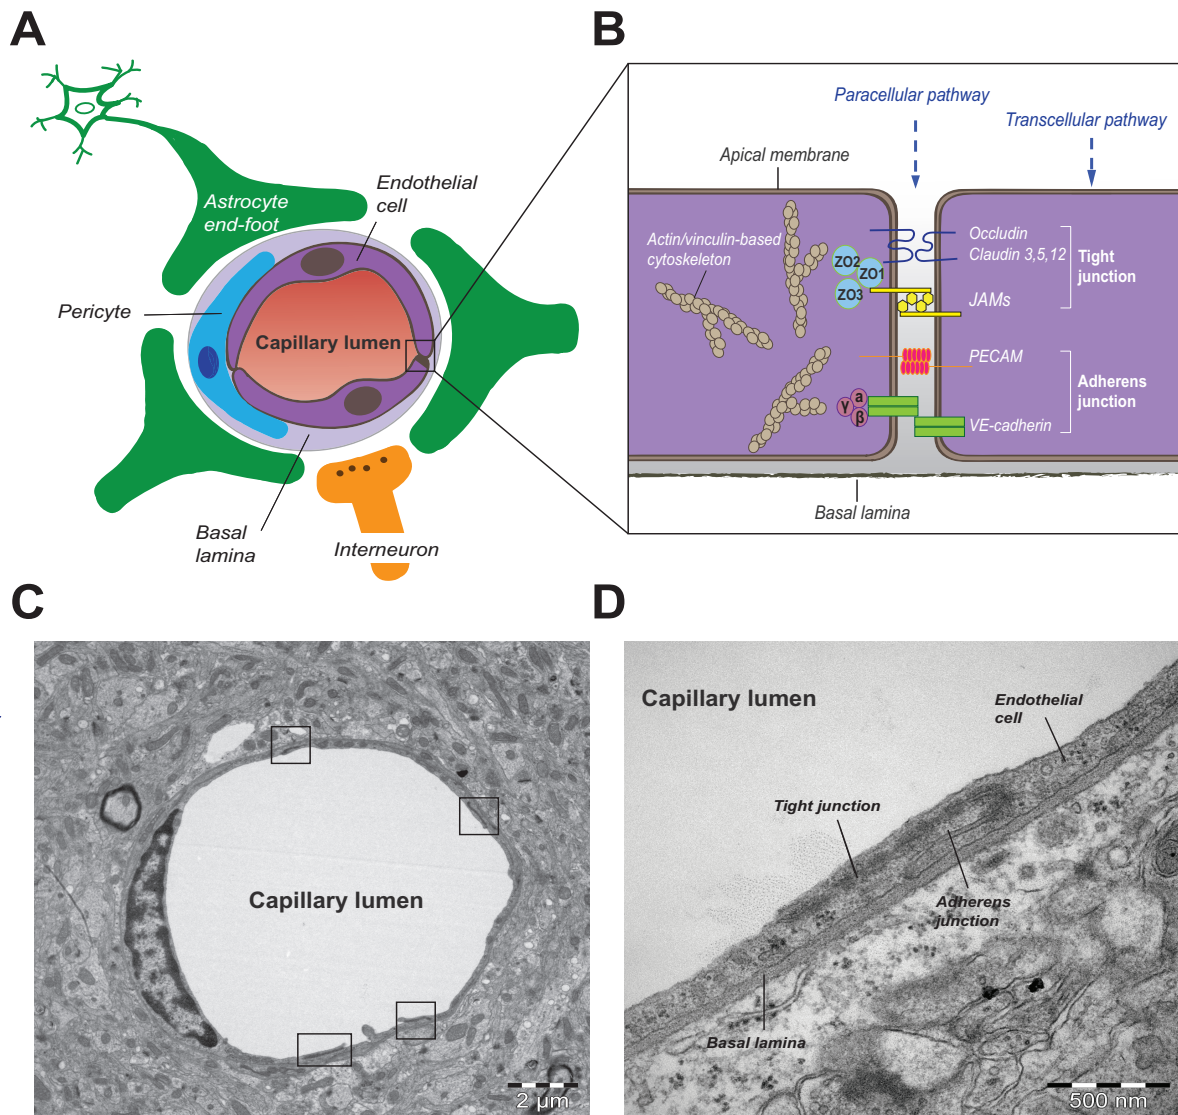 A
Astrocyte
end-foot
Endothelial
cell
Pericyte
Capillary lumen
Basal
lamina
Interneuron
B
Paracellular pathway
Transcellular pathway
Apical membrane
Actin/vinculin-based
cytoskeleton
ZO2
ZO1
ZO3
Occludin
Claudin 3,5,12
JAMs
Tight
junction
PECAM
Adherens
junction
a
γ
β
VE-cadherin
Basal lamina
C
Capillary lumen
2 µm
D
Capillary lumen
Endothelial
cell
Tight junction
Adherens
junction
Basal lamina
500 nm